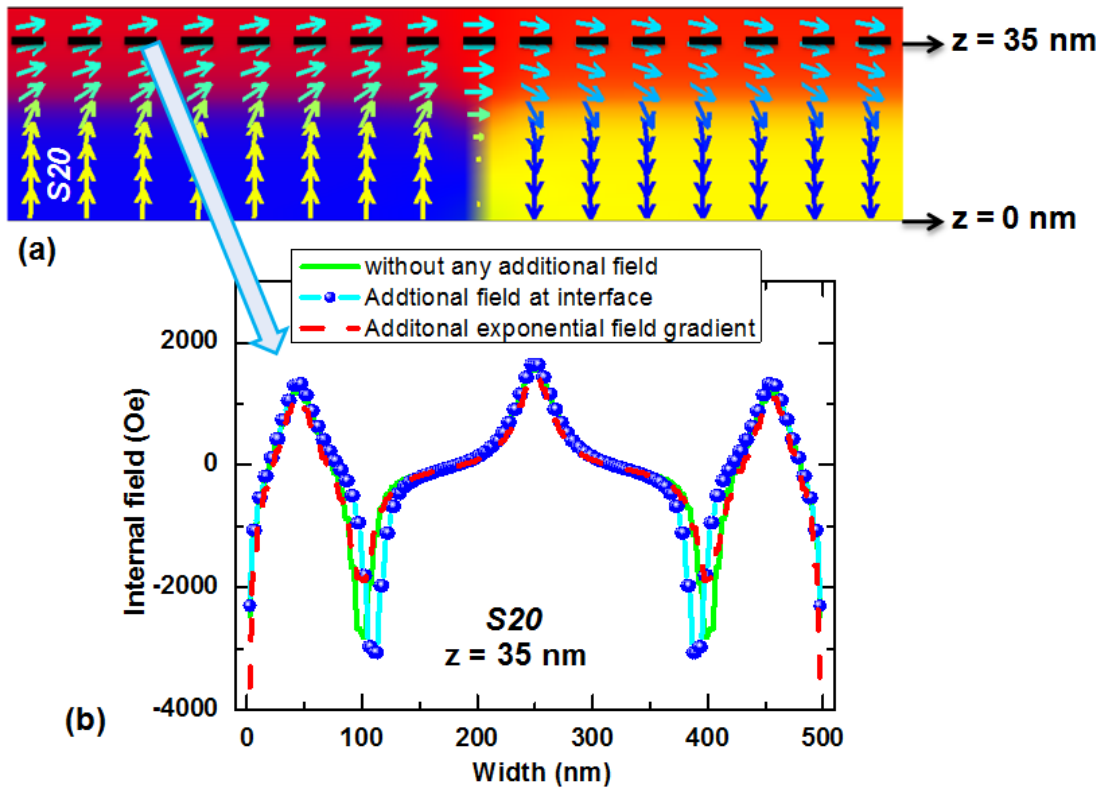 z = 35 nm
S20
z = 0 nm
(a)
without any additional field
Addtional field at interface
Additonal exponential field gradient
2000
0
-2000
-4000
Internal field (Oe)
S20
z = 35 nm
(b)
0 100 200 300 400 500
Width (nm)